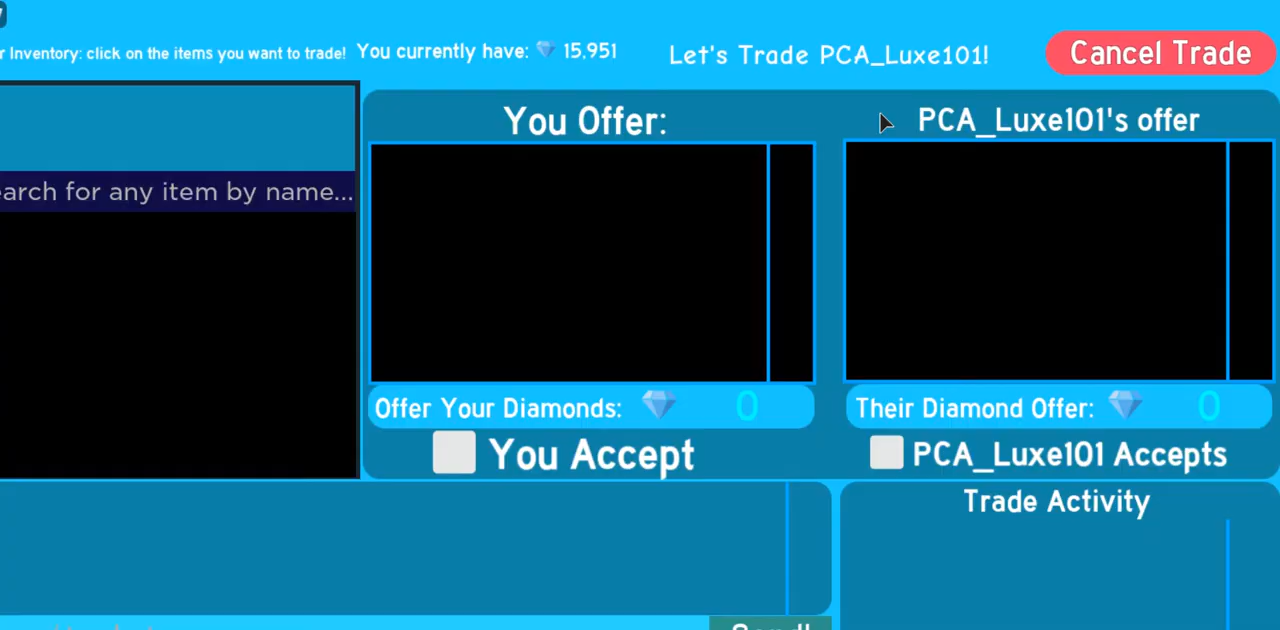 Inventory: click on the items you want to trade! You currently have: 15,951 Let's Trade PCA_Luxe101! Cancel Trade
You Offer: PCA_Luxe101's offer
earch for any item by name...
Offer Your Diamonds: 0 Their Diamond Offer: 0
You Accept PCA_Luxe101 Accepts
Trade Activity